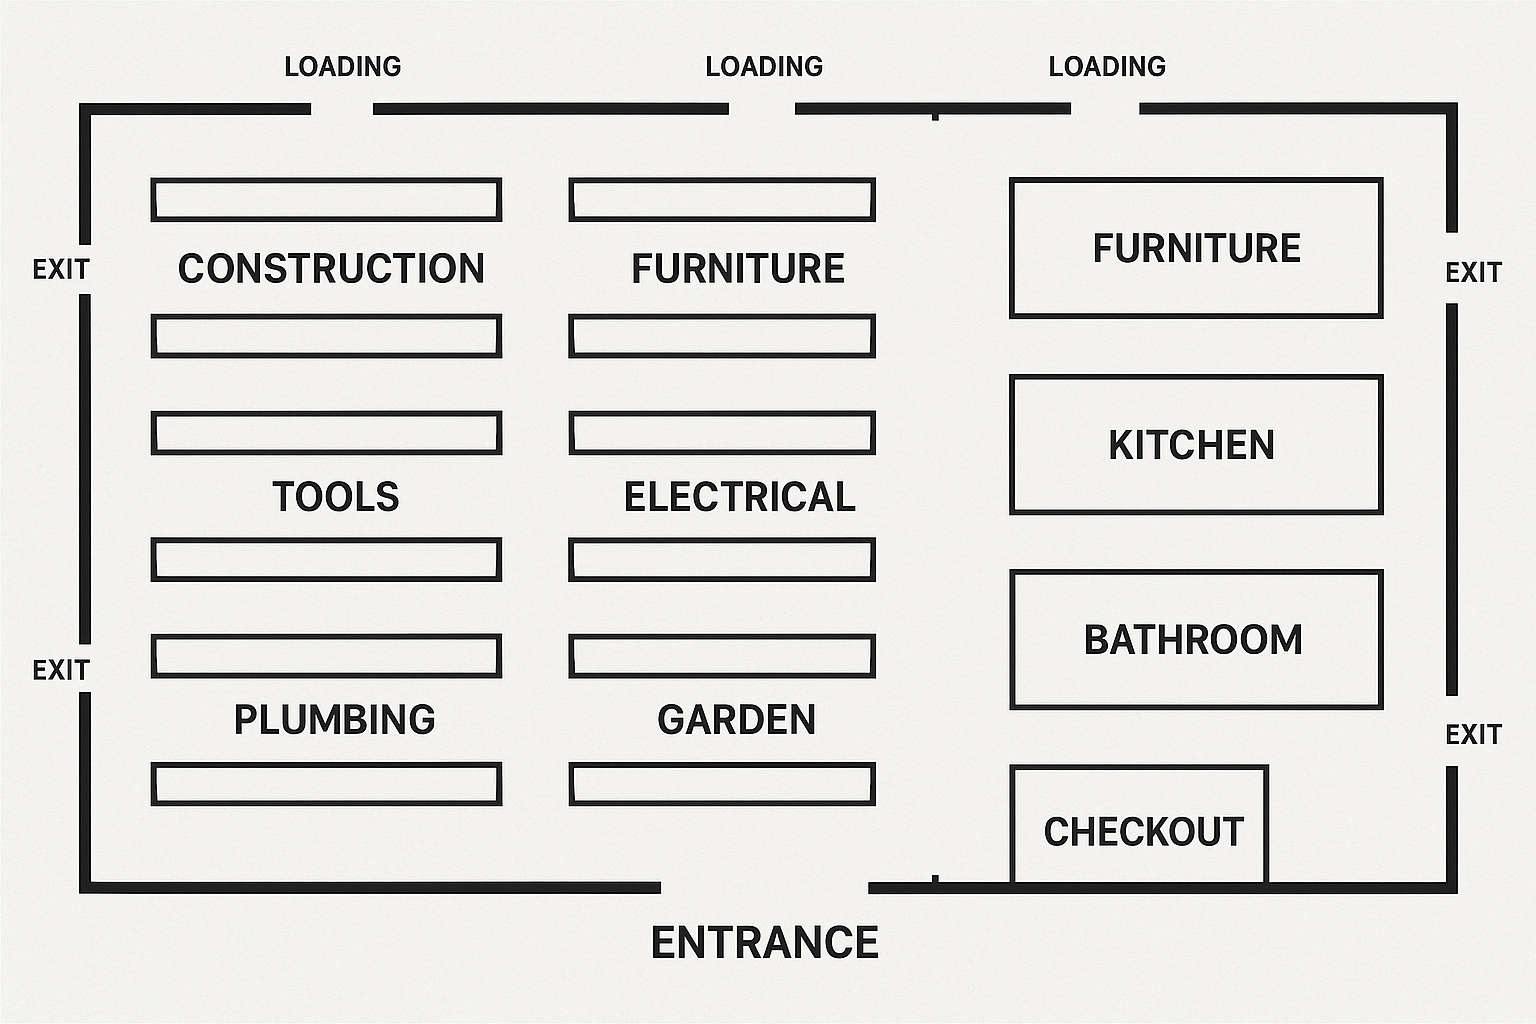 LOADING
LOADING
LOADING
EXIT
CONSTRUCTION
FURNITURE
FURNITURE
EXIT
KITCHEN
TOOLS
ELECTRICAL
BATHROOM
EXIT
PLUMBING
GARDEN
EXIT
CHECKOUT
ENTRANCE